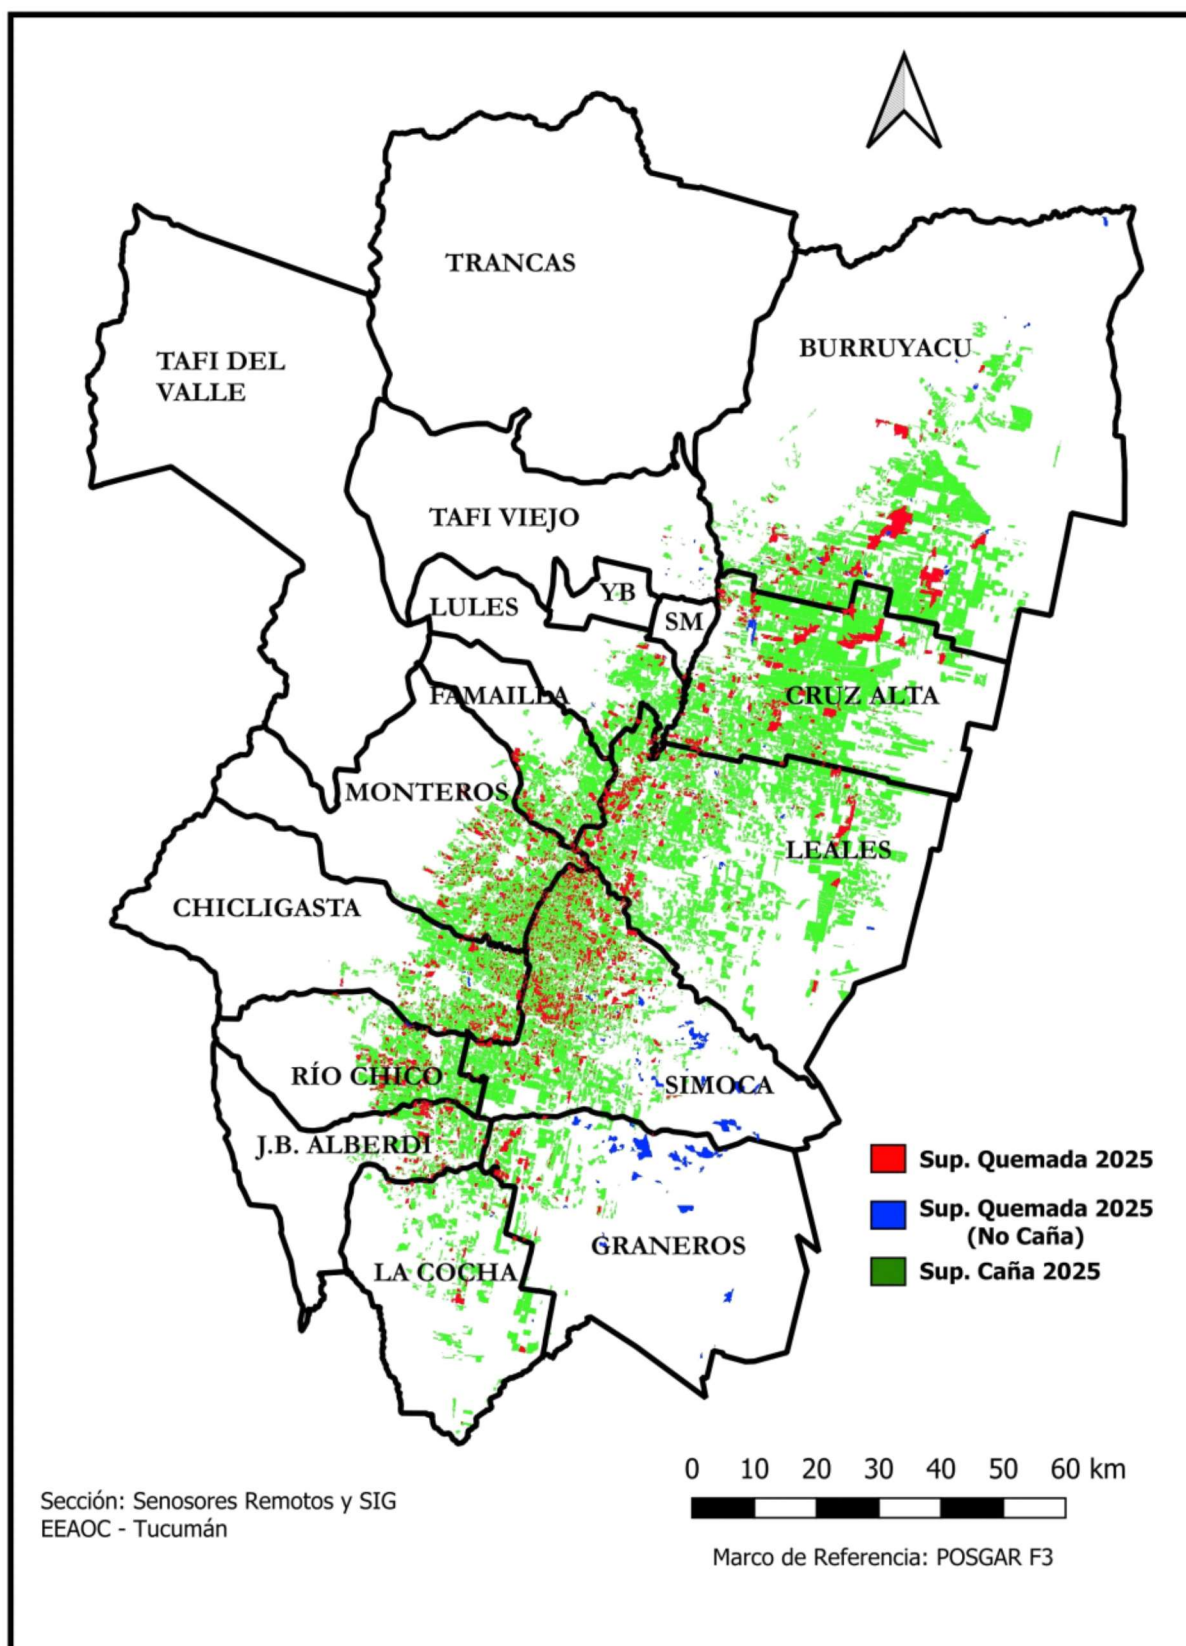 TRANCAS
BURRUYACU
TAFI DEL
VALLE
TAFI VIEJO
YB
LULES
SM
FAMAILLA
CRUZ ALTA
MONTEROS
LEALES
CHICLIGASTA
RÍO CHICO
SIMOCA
J.B. ALBERDI
GRANEROS
LA COCHA
Sup. Quemada 2025
Sup. Quemada 2025
(No Caña)
Sup. Caña 2025
0 10 20 30 40 50 60 km
Sección: Senosores Remotos y SIG
EEAOC - Tucumán
Marco de Referencia: POSGAR F3